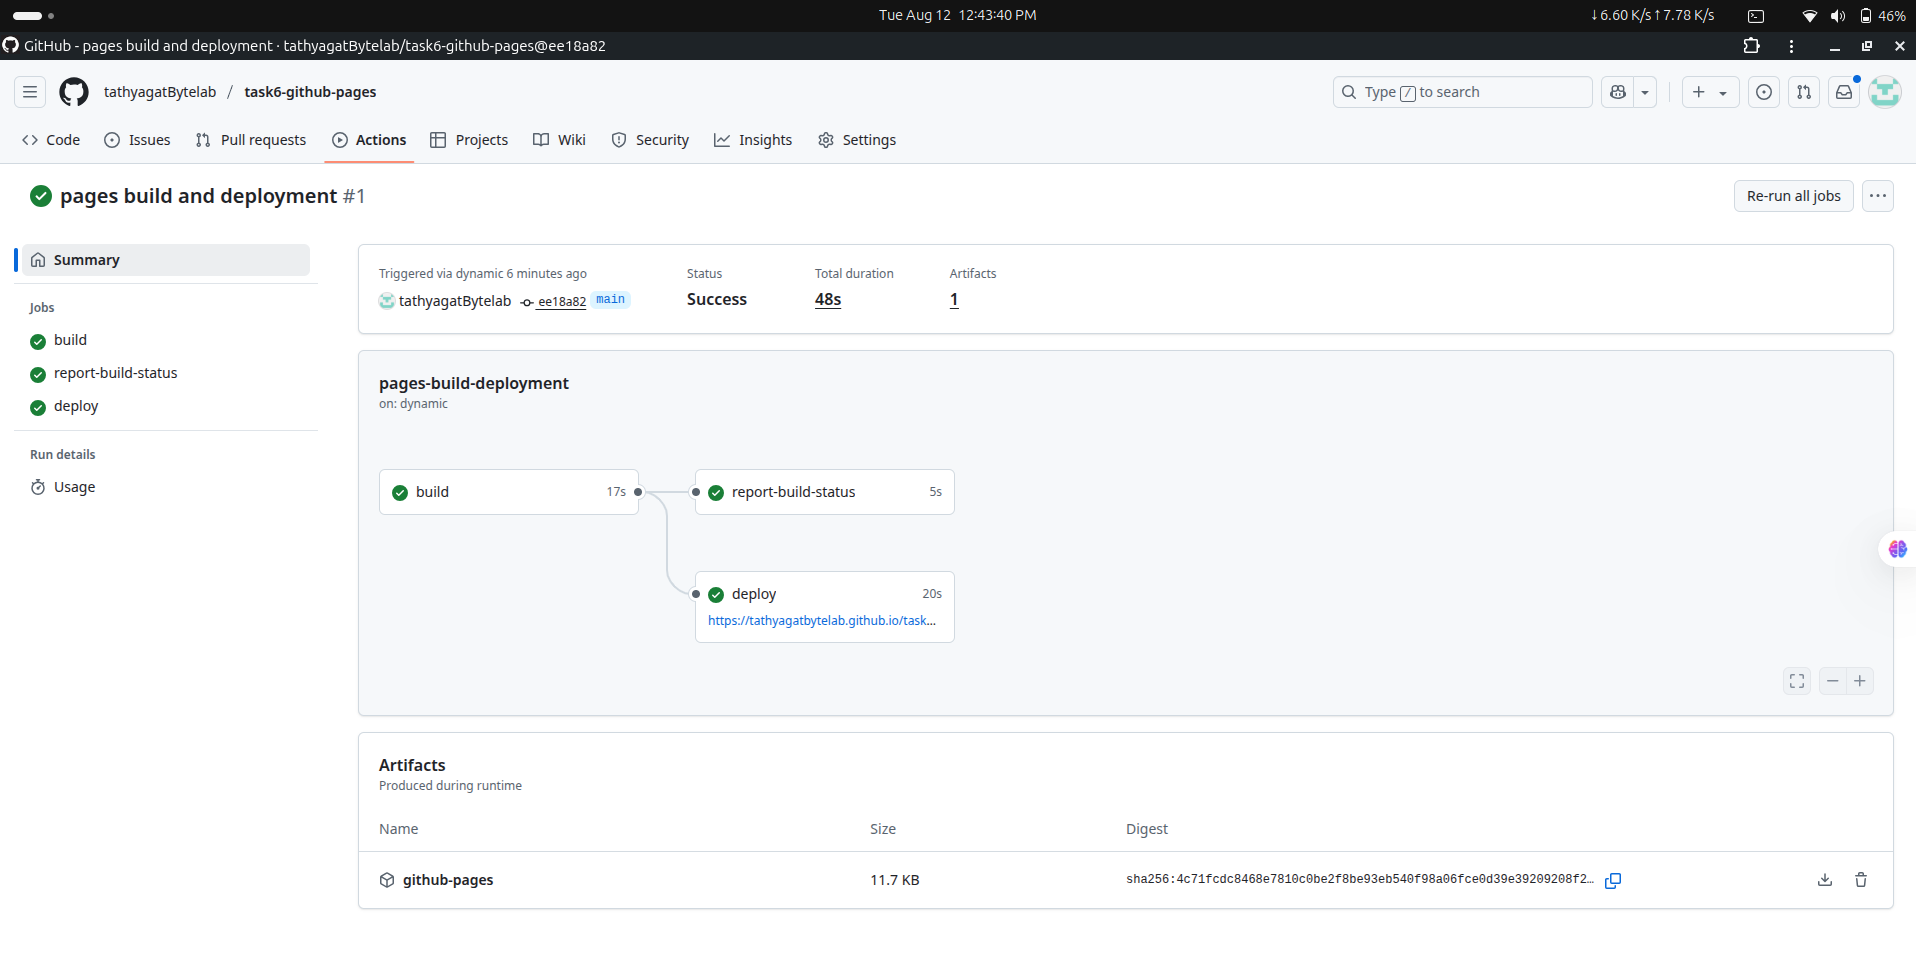 Tue Aug 12 12:43:40 PM
↓6.60 K/s↑7.78 K/s
46%
GitHub - pages build and deployment · tathyagatBytelab/task6-github-pages@ee18a82
tathyagatBytelab / task6-github-pages
Type / to search
Code
Issues
Pull requests
Actions
Projects
Wiki
Security
Insights
Settings
pages build and deployment #1
Re-run all jobs
Summary
Jobs
build
report-build-status
deploy
Run details
Usage
Triggered via dynamic 6 minutes ago
tathyagatBytelab ee18a82 main
Status
Success
Total duration
48s
Artifacts
1
pages-build-deployment
on: dynamic
build 17s
report-build-status 5s
deploy 20s
https://tathyagatbytelab.github.io/task...
Artifacts
Produced during runtime
Name Size Digest
github-pages 11.7 KB sha256:4c71fcdc8468e7810c0be2f8be93eb540f98a06fce0d39e39209208f2…